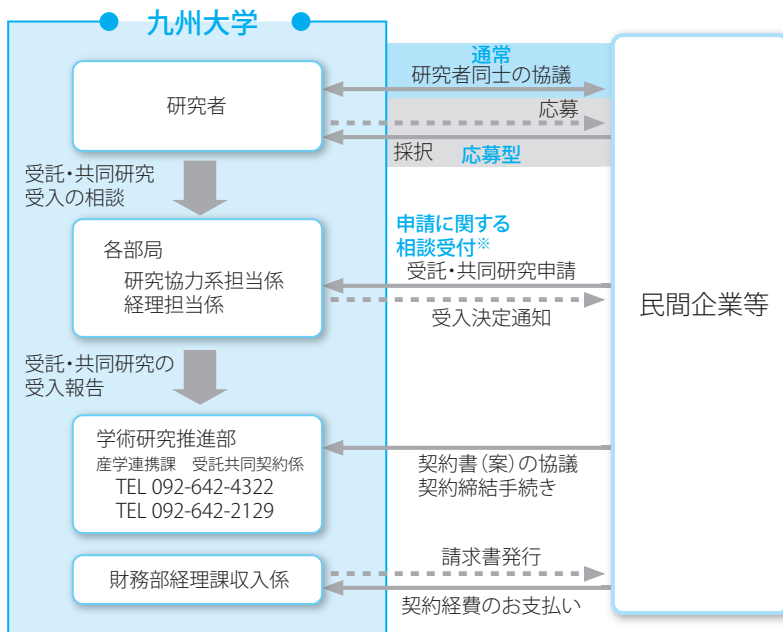 九州大学
通常
研究者同士の協議
研究者
応募
採択 応募型
受託・共同研究
受入の相談
申請に関する
相談受付※
各部局
研究協力系担当係
経理担当係
受託・共同研究申請
受入決定通知
民間企業等
受託・共同研究の
受入報告
学術研究推進部
産学連携課 受託共同契約係
TEL 092-642-4322
TEL 092-642-2129
契約書(案)の協議
契約締結手続き
請求書発行
財務部経理課収入係
契約経費のお支払い